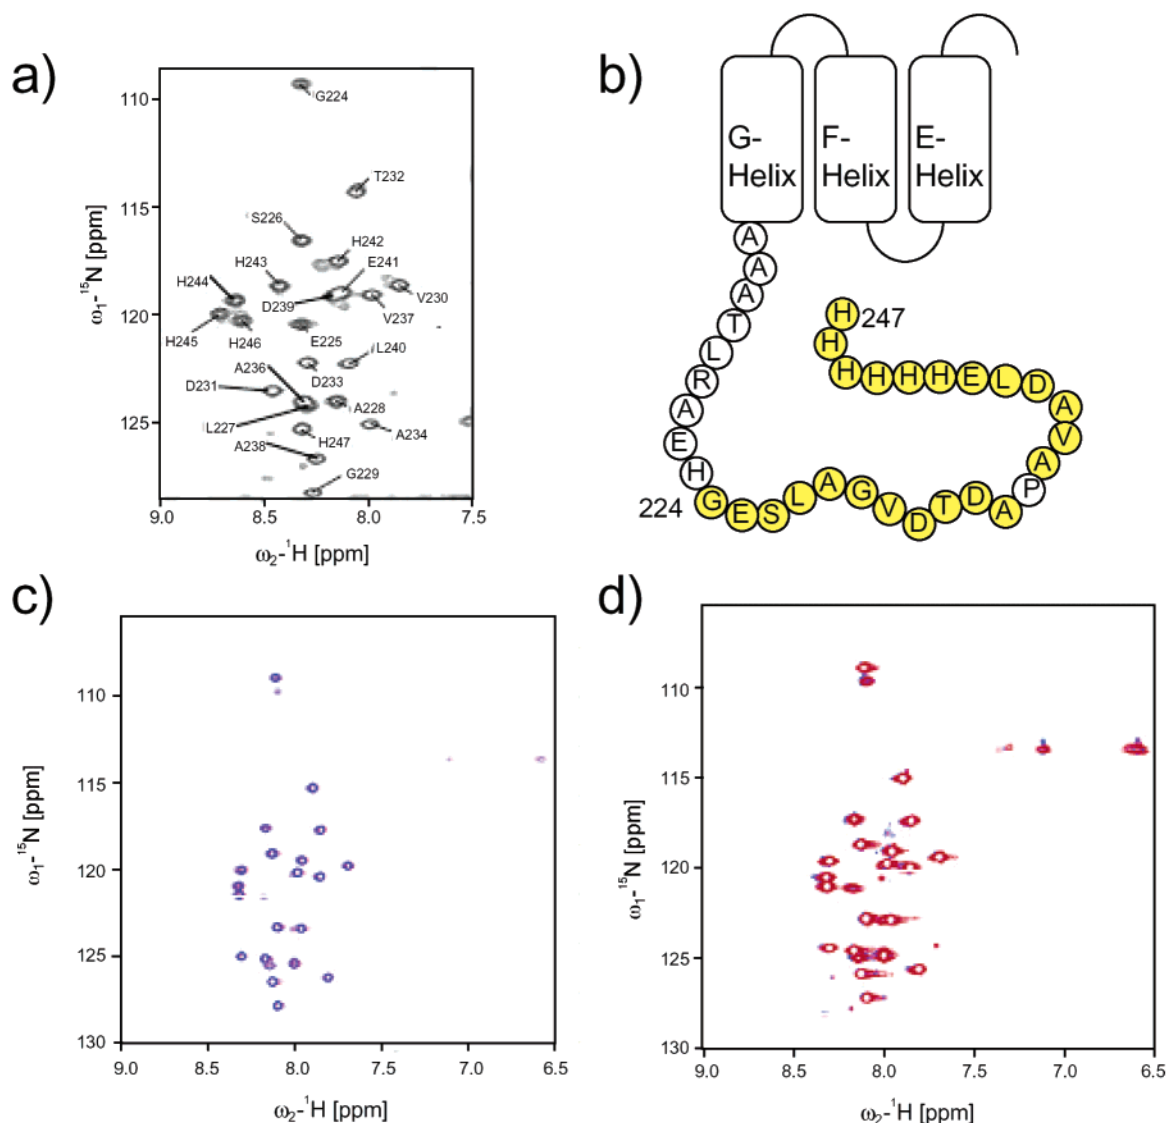 a)
110
115
120
125
ω1-15N [ppm]
G224
T232
S226
H242
H243
E241
H244
D239
V230
V237
H245
H246
E225
L240
A236
D233
D231
A228
L227
H247
A234
A238
G229
9.0 8.5 8.0 7.5
ω2-1H [ppm]
b)
G-Helix
F-Helix
E-Helix
A
A
A
T
L
R
A
E
H
224 G E S L A G V D T D A P A V A D L E H H H H H H 247
c)
110
115
120
125
130
ω1-15N [ppm]
9.0 8.5 8.0 7.5 7.0 6.5
ω2-1H [ppm]
d)
110
115
120
125
130
ω1-15N [ppm]
9.0 8.5 8.0 7.5 7.0 6.5
ω2-1H [ppm]